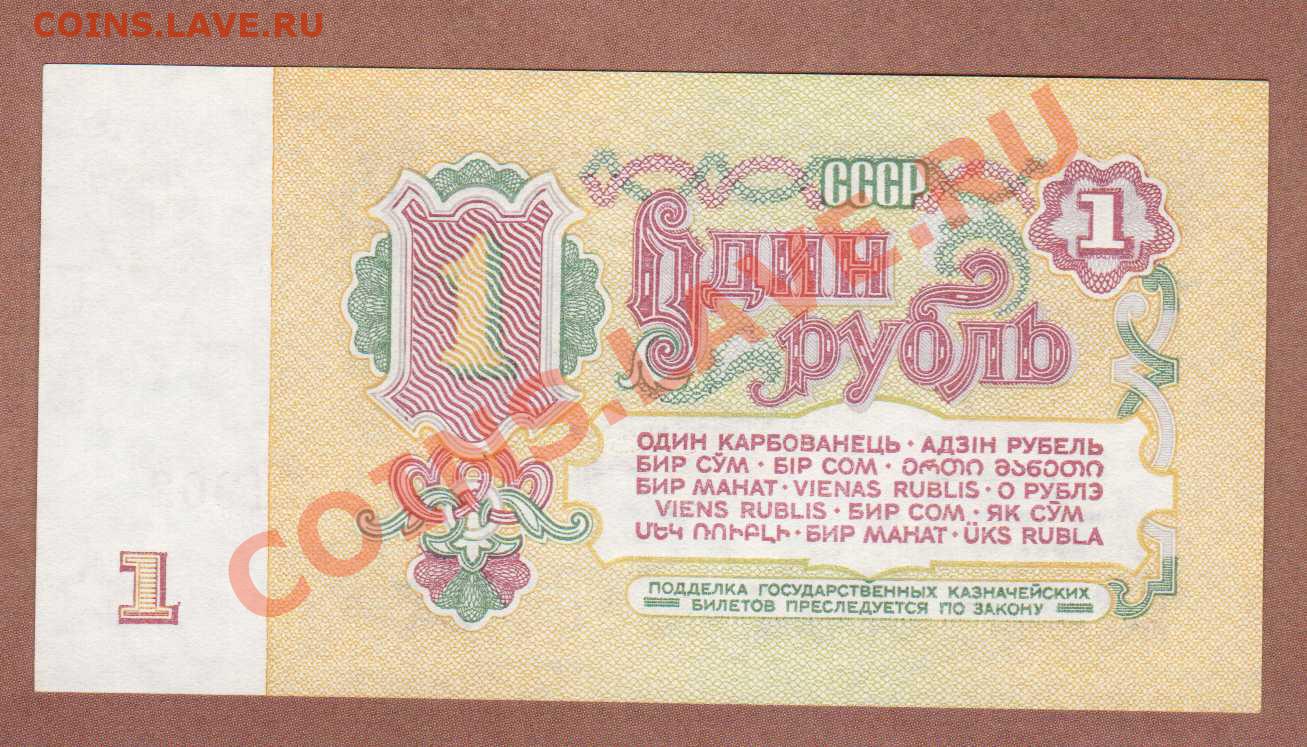 COINS.LAVE.RU
СССР
1
1
Один
рубль
COINS.LAVE.RU
ОДИН КАРБОВАНЕЦЬ · АДЗІН РУБЕЛЬ
БИР СЎМ · БІР СОМ · ᲔᲠᲗᲘ ᲛᲐᲜᲔᲗᲘ
БИР МАНАТ · VIENAS RUBLIS · О РУБЛЭ
VIENS RUBLIS · БИР СОМ · ЯК СӮМ
ՄԵԿ ՌՈՒԲԼԻ · БИР МАНАТ · ÜKS RUBLA
1
ПОДДЕЛКА ГОСУДАРСТВЕННЫХ КАЗНАЧЕЙСКИХ
БИЛЕТОВ ПРЕСЛЕДУЕТСЯ ПО ЗАКОНУ